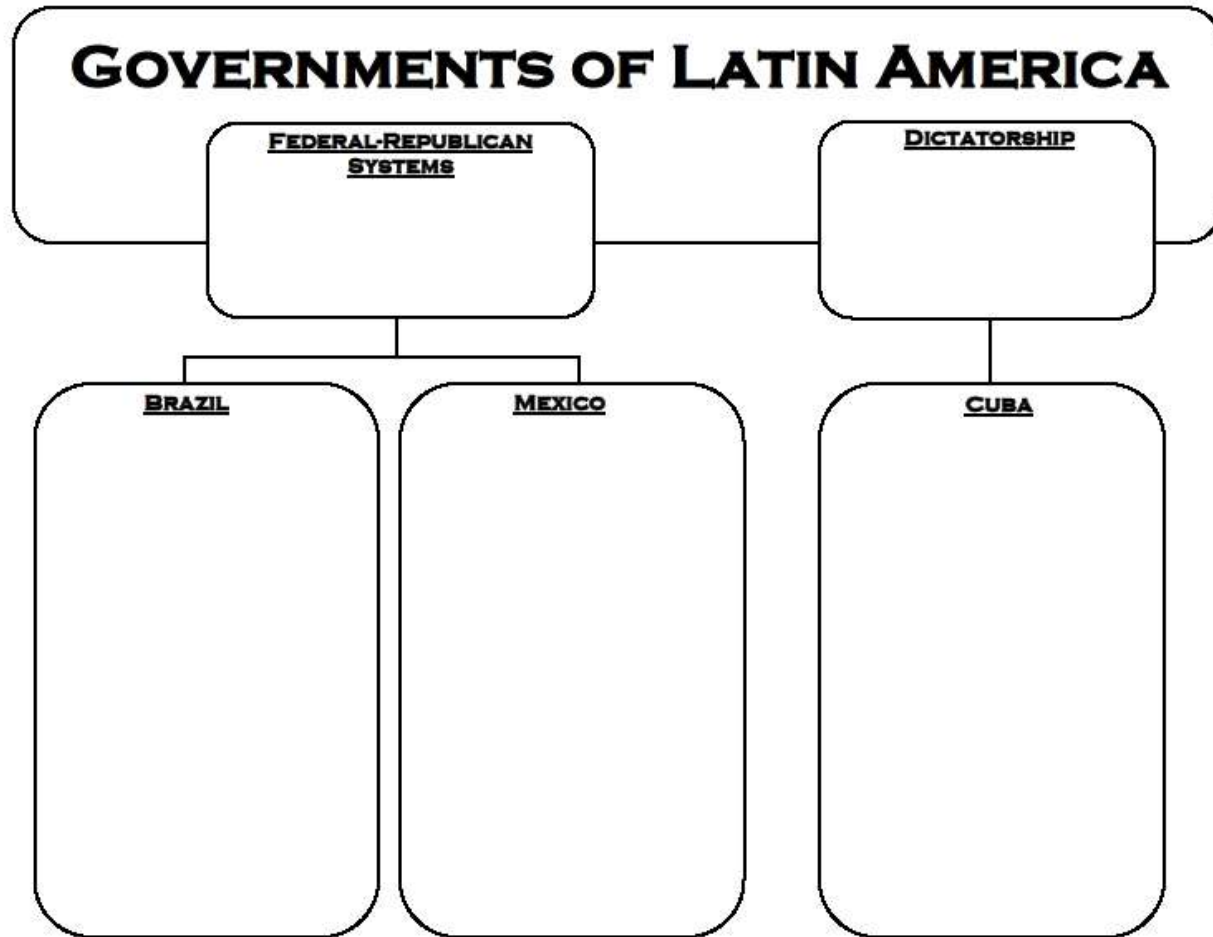 GOVERNMENTS OF LATIN AMERICA
FEDERAL-REPUBLICAN
SYSTEMS
DICTATORSHIP
BRAZIL
MEXICO
CUBA